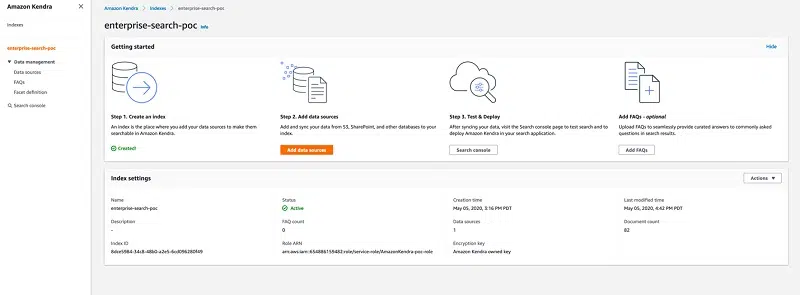 Amazon Kendra
Amazon Kendra > Indexes > enterprise-search-poc
Indexes
enterprise-search-poc Info
enterprise-search-poc
Data management
Data sources
FAQs
Facet definition
Search console
Getting started
Hide
Step 1. Create an index
An index is the place where you add your data sources to make them
searchable in Amazon Kendra.
Created!
Step 2. Add data sources
Add and sync your data from S3, SharePoint, and other databases to your
index.
Add data sources
Step 3. Test & Deploy
After syncing your data, visit the Search console page to test search and to
deploy Amazon Kendra in your search application.
Search console
Add FAQs - optional
Upload FAQs to seamlessly provide curated answers to commonly asked
questions in search results.
Add FAQs
Index settings
Actions
Name
enterprise-search-poc
Status
Active
Creation time
May 05, 2020, 3:16 PM PDT
Last modified time
May 05, 2020, 4:42 PM PDT
Description
-
FAQ count
0
Data sources
1
Document count
82
Index ID
8dee5984-34c8-48b0-a2e5-6cd096280f49
Role ARN
arn:aws:iam::654886159482:role/service-role/AmazonKendra-poc-role
Encryption key
Amazon Kendra owned key